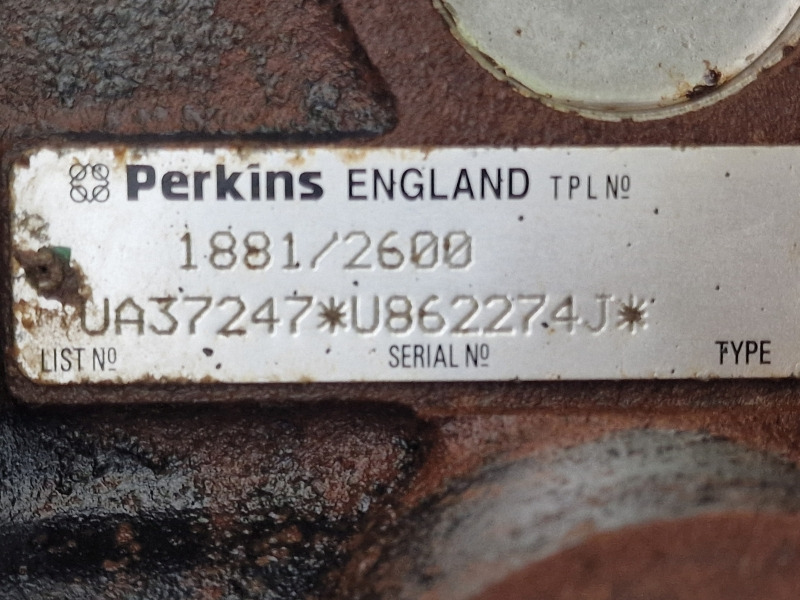 Perkins ENGLAND TPL Nº
1881/2600
UA37247*U862274J*
LIST Nº SERIAL Nº TYPE